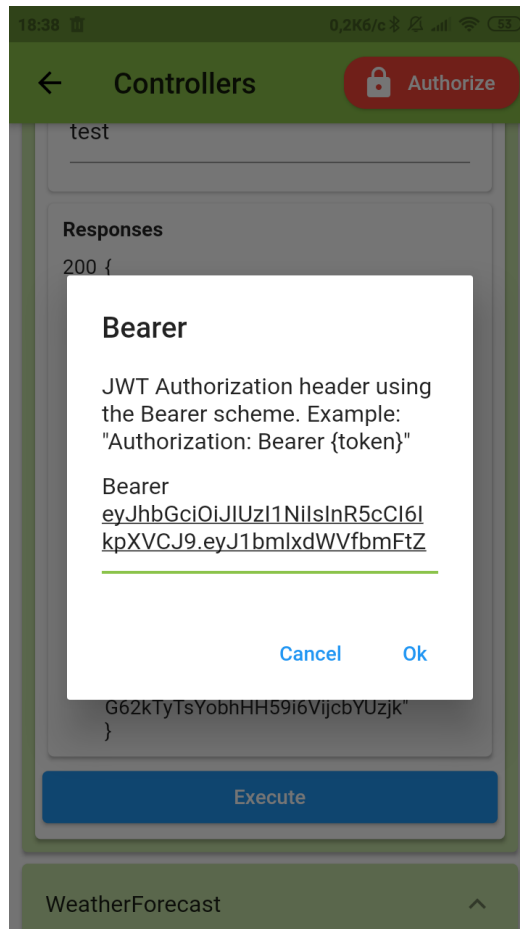 18:38 0,2К6/с 53
Controllers Authorize
test
Responses
200 {
Bearer
JWT Authorization header using
the Bearer scheme. Example:
"Authorization: Bearer {token}"
Bearer
eyJhbGciOiJIUzI1NiIsInR5cCI6I
kpXVCJ9.eyJ1bmlxdWVfbmFtZ
Cancel Ok
G62kTyTsYobhHH59i6VijcbYUzjk"
}
Execute
WeatherForecast